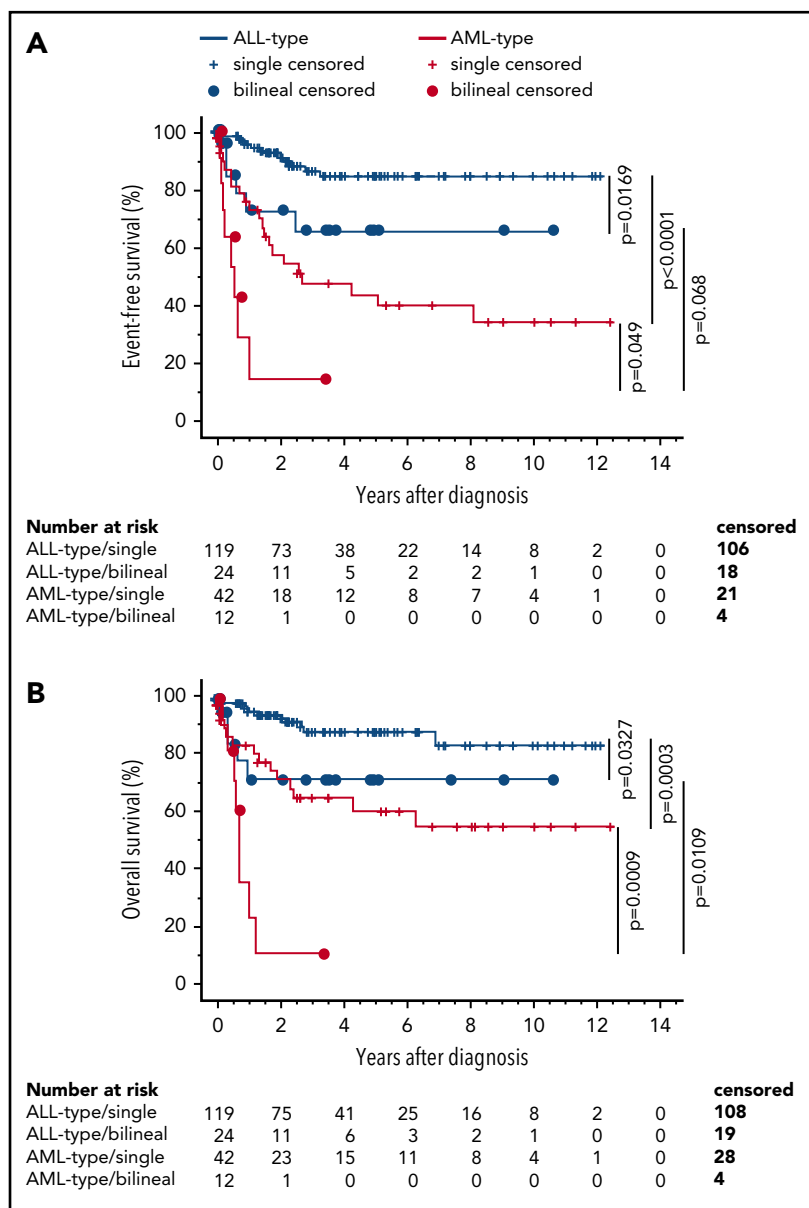 A
ALL-type AML-type
single censored single censored
bilineal censored bilineal censored
Event-free survival (%)
100
80
60
40
20
0
p=0.0169
p<0.0001
p=0.068
p=0.049
0 2 4 6 8 10 12 14
Years after diagnosis
Number at risk censored
ALL-type/single 119 73 38 22 14 8 2 0 106
ALL-type/bilineal 24 11 5 2 2 1 0 0 18
AML-type/single 42 18 12 8 7 4 1 0 21
AML-type/bilineal 12 1 0 0 0 0 0 0 4
B
Overall survival (%)
100
80
60
40
20
0
p=0.0327
p=0.0003
p=0.0109
p=0.0009
0 2 4 6 8 10 12 14
Years after diagnosis
Number at risk censored
ALL-type/single 119 75 41 25 16 8 2 0 108
ALL-type/bilineal 24 11 6 3 2 1 0 0 19
AML-type/single 42 23 15 11 8 4 1 0 28
AML-type/bilineal 12 1 0 0 0 0 0 0 4